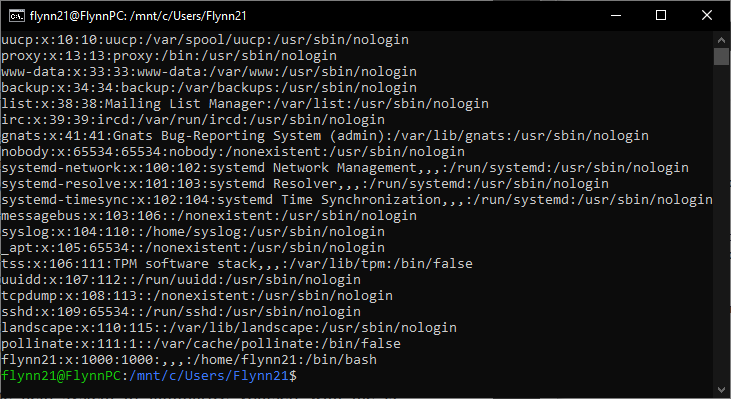 flynn21@FlynnPC: /mnt/c/Users/Flynn21
uucp:x:10:10:uucp:/var/spool/uucp:/usr/sbin/nologin
proxy:x:13:13:proxy:/bin:/usr/sbin/nologin
www-data:x:33:33:www-data:/var/www:/usr/sbin/nologin
backup:x:34:34:backup:/var/backups:/usr/sbin/nologin
list:x:38:38:Mailing List Manager:/var/list:/usr/sbin/nologin
irc:x:39:39:ircd:/var/run/ircd:/usr/sbin/nologin
gnats:x:41:41:Gnats Bug-Reporting System (admin):/var/lib/gnats:/usr/sbin/nologin
nobody:x:65534:65534:nobody:/nonexistent:/usr/sbin/nologin
systemd-network:x:100:102:systemd Network Management,,,:/run/systemd:/usr/sbin/nologin
systemd-resolve:x:101:103:systemd Resolver,,,:/run/systemd:/usr/sbin/nologin
systemd-timesync:x:102:104:systemd Time Synchronization,,,:/run/systemd:/usr/sbin/nologin
messagebus:x:103:106::/nonexistent:/usr/sbin/nologin
syslog:x:104:110::/home/syslog:/usr/sbin/nologin
_apt:x:105:65534::/nonexistent:/usr/sbin/nologin
tss:x:106:111:TPM software stack,,,:/var/lib/tpm:/bin/false
uuidd:x:107:112::/run/uuidd:/usr/sbin/nologin
tcpdump:x:108:113::/nonexistent:/usr/sbin/nologin
sshd:x:109:65534::/run/sshd:/usr/sbin/nologin
landscape:x:110:115::/var/lib/landscape:/usr/sbin/nologin
pollinate:x:111:1::/var/cache/pollinate:/bin/false
flynn21:x:1000:1000:,,,:/home/flynn21:/bin/bash
flynn21@FlynnPC:/mnt/c/Users/Flynn21$